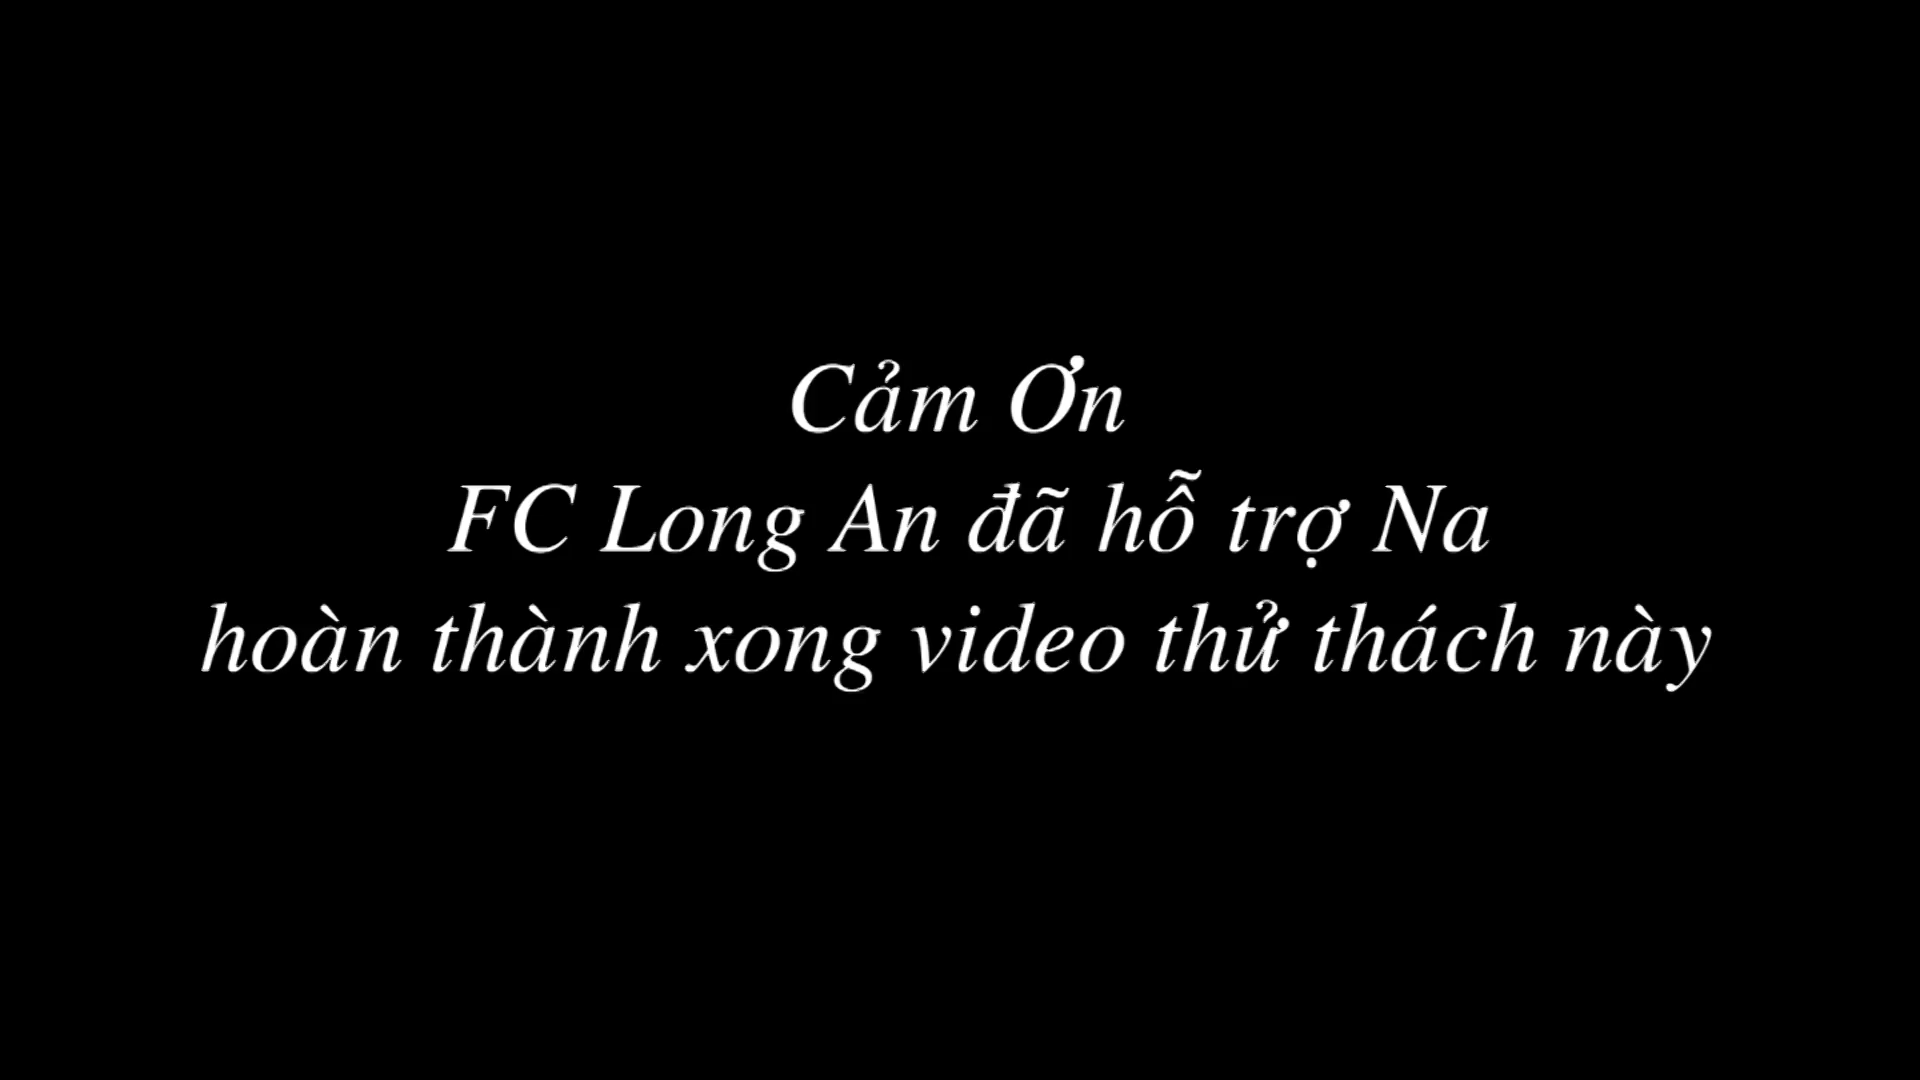 Cảm Ơn
FC Long An đã hỗ trợ Na
hoàn thành xong video thử thách này